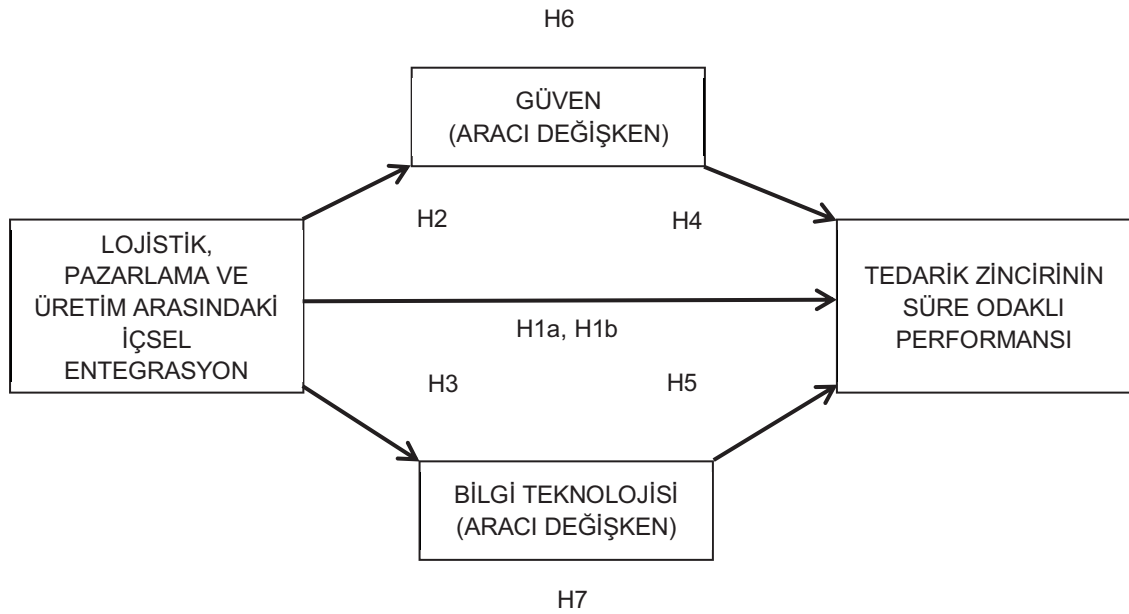 H6
GÜVEN
(ARACI DEĞİŞKEN)
H2
H4
LOJİSTİK,
PAZARLAMA VE
ÜRETİM ARASINDAKİ
İÇSEL
ENTEGRASYON
TEDARİK ZİNCİRİNİN
SÜRE ODAKLI
PERFORMANSI
H1a, H1b
H3
H5
BİLGİ TEKNOLOJİSİ
(ARACI DEĞİŞKEN)
H7